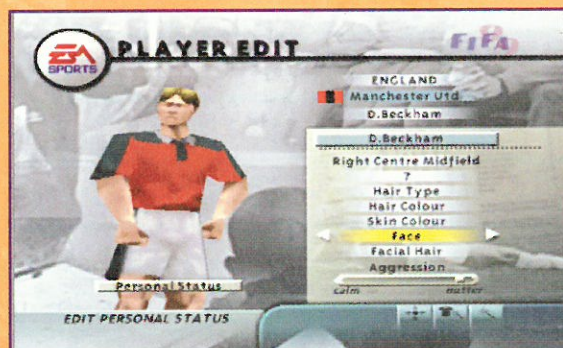 EA
SPORTS
PLAYER EDIT
FIFA
ENGLAND
Manchester Utd
D.Beckham
D.Beckham
Right Centre Midfield
7
Hair Type
Hair Colour
Skin Colour
Face
Facial Hair
Aggression
Calm nutter
Personal Status
EDIT PERSONAL STATUS